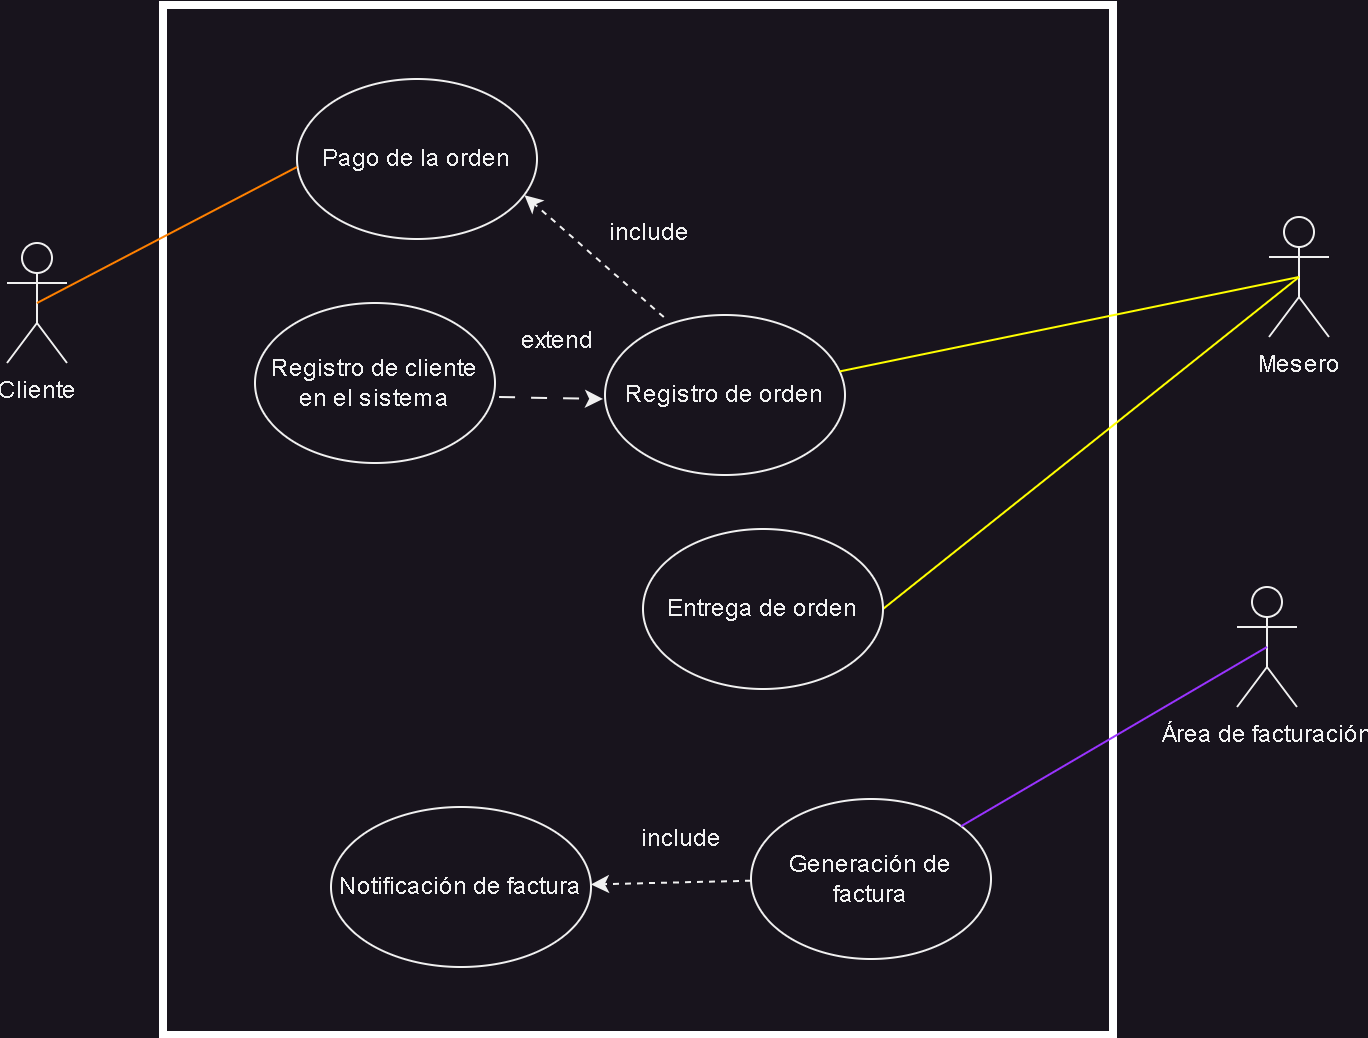 Pago de la orden
include
extend
Registro de cliente
en el sistema
Registro de orden
Mesero
Cliente
Entrega de orden
Área de facturación
include
Generación de
factura
Notificación de factura